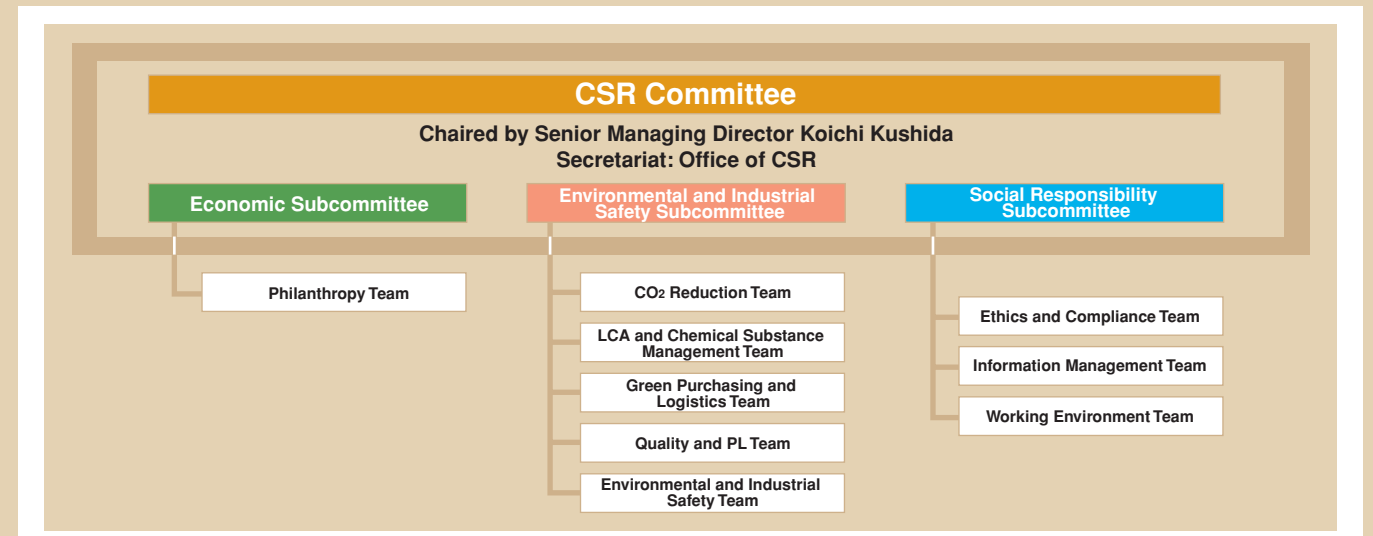 CSR Committee
Chaired by Senior Managing Director Koichi Kushida
Secretariat: Office of CSR
Economic Subcommittee
Philanthropy Team
Environmental and Industrial
Safety Subcommittee
CO2 Reduction Team
LCA and Chemical Substance
Management Team
Green Purchasing and
Logistics Team
Quality and PL Team
Environmental and Industrial
Safety Team
Social Responsibility
Subcommittee
Ethics and Compliance Team
Information Management Team
Working Environment Team